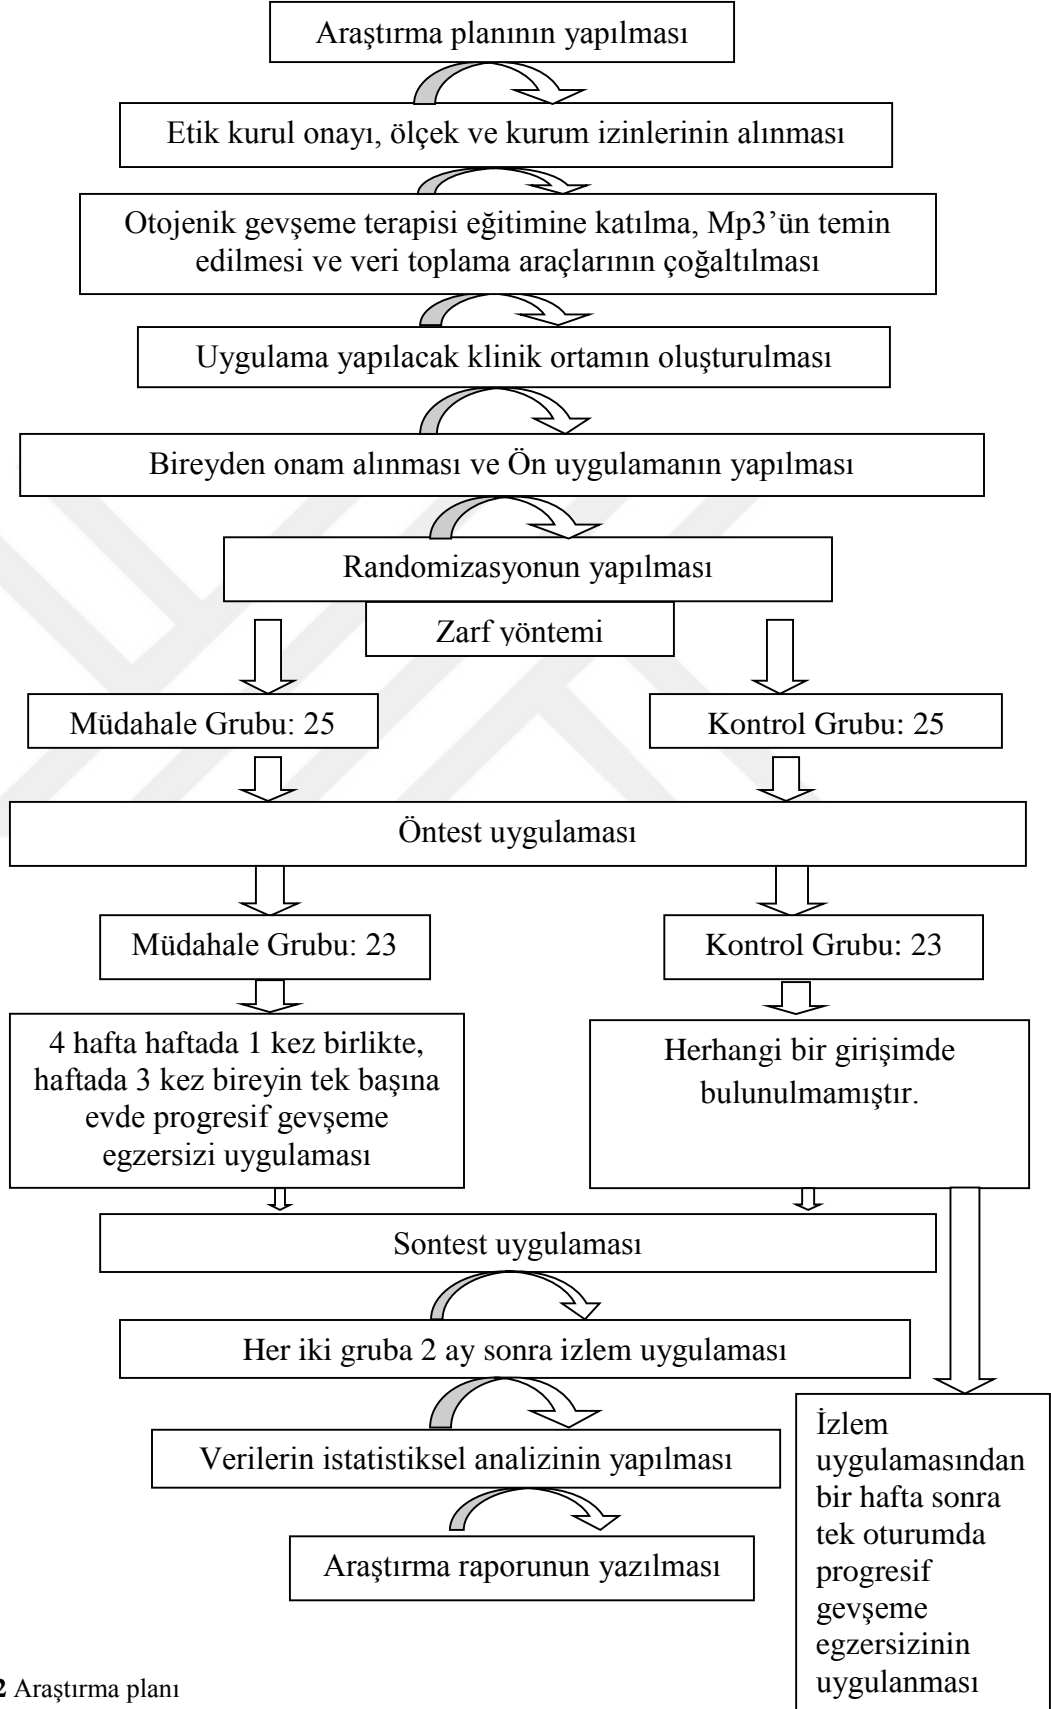 Araştırma planının yapılması
Etik kurul onayı, ölçek ve kurum izinlerinin alınması
Otojenik gevşeme terapisi eğitimine katılma, Mp3’ün temin
edilmesi ve veri toplama araçlarının çoğaltılması
Uygulama yapılacak klinik ortamın oluşturulması
Bireyden onam alınması ve Ön uygulamanın yapılması
Randomizasyonun yapılması
Zarf yöntemi
Müdahale Grubu: 25
Kontrol Grubu: 25
Öntest uygulaması
Müdahale Grubu: 23
Kontrol Grubu: 23
4 hafta haftada 1 kez birlikte,
haftada 3 kez bireyin tek başına
evde progresif gevşeme
egzersizi uygulaması
Herhangi bir girişimde
bulunulmamıştır.
Sontest uygulaması
Her iki gruba 2 ay sonra izlem uygulaması
Verilerin istatistiksel analizinin yapılması
Araştırma raporunun yazılması
İzlem
uygulamasından
bir hafta sonra
tek oturumda
progresif
gevşeme
egzersizinin
uygulanması
2 Araştırma planı